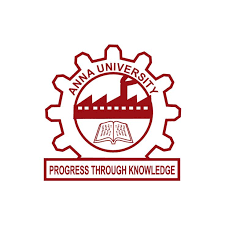 ANNA UNIVERSITY
PROGRESS THROUGH KNOWLEDGE